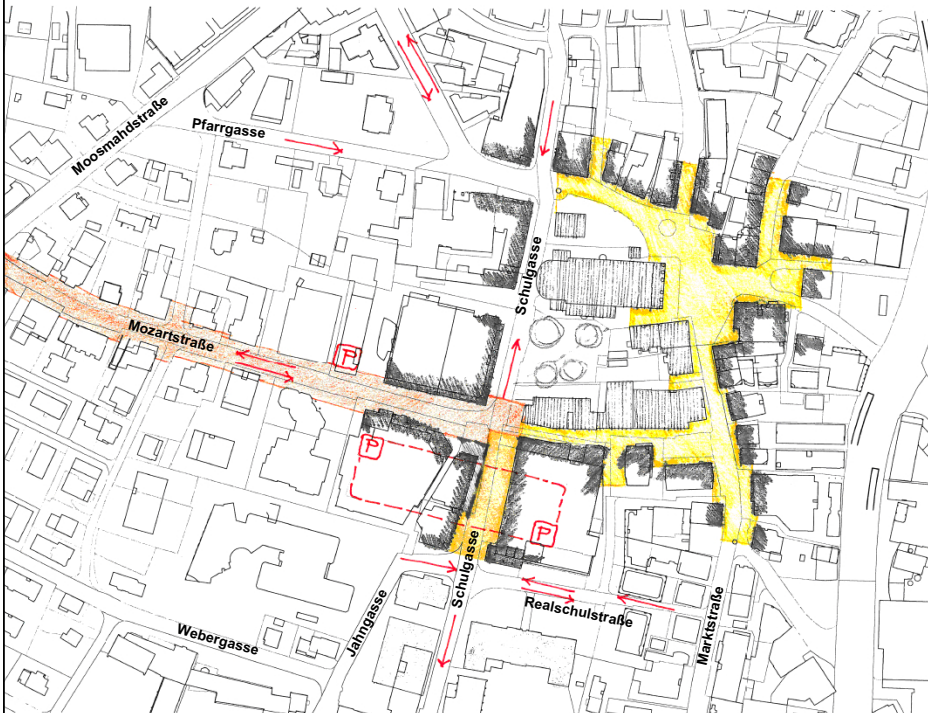 Moosmahdstraße
Pfarrgasse
Schulgasse
Mozartstraße
P
P
P
Schulgasse
Realschulstraße
Jahngasse
Webergasse
Marktstraße